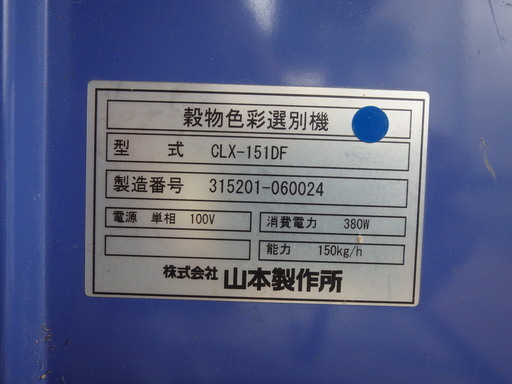 穀物色彩選別機
型式 CLX-151DF
製造番号 315201-060024
電源 単相 100V
消費電力 380W
能力 150kg/h
株式会社 山本製作所